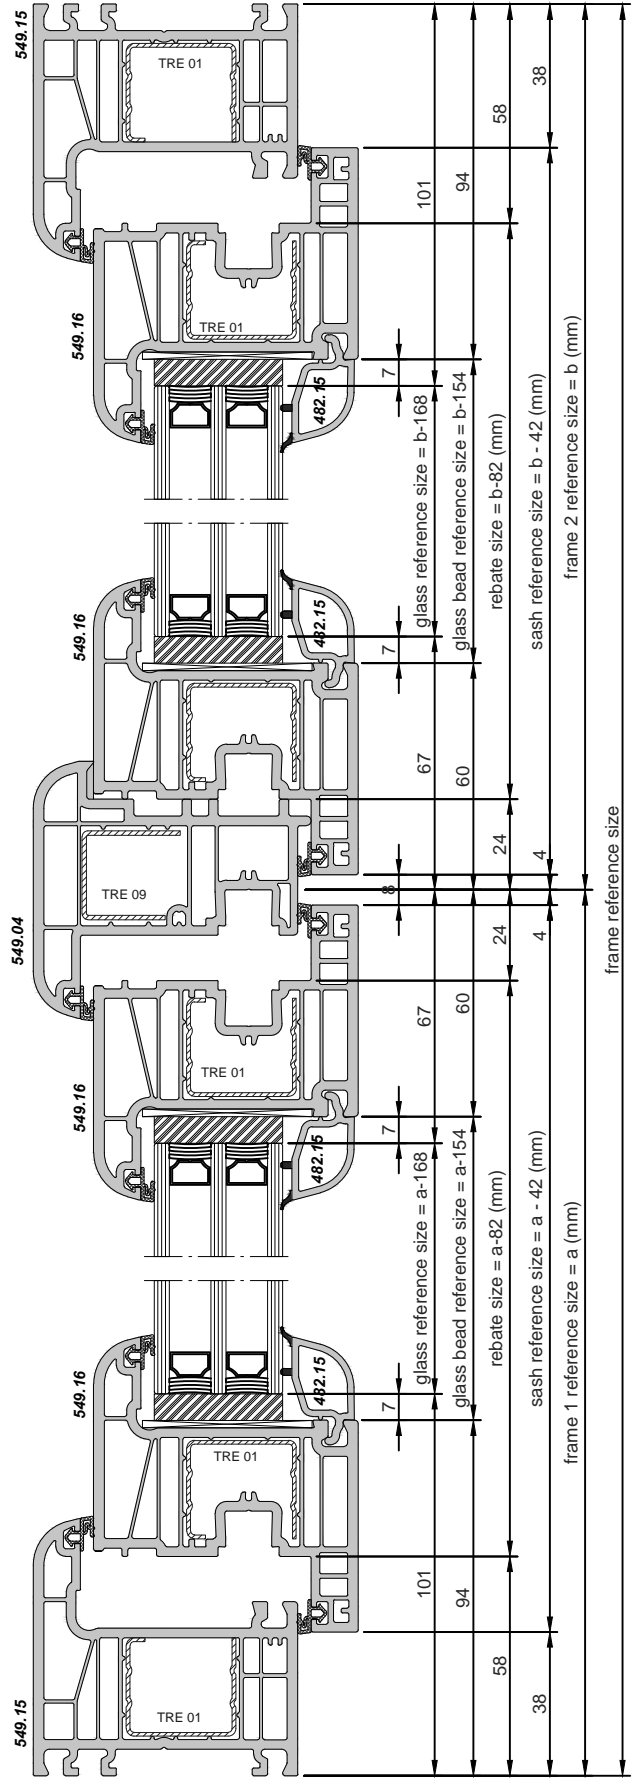 549.15
TRE 01
38
58
94
101
549.16
TRE 01
7
482.15
glass reference size = b-168
glass bead reference size = b-154
rebate size = b-82 (mm)
sash reference size = b - 42 (mm)
frame 2 reference size = b (mm)
549.16
482.15
7
67
60
24
4
TRE 09
549.04
8
frame reference size
24
4
67
60
TRE 01
549.16
7
482.15
glass reference size = a-168
glass bead reference size = a-154
rebate size = a-82 (mm)
sash reference size = a - 42 (mm)
frame 1 reference size = a (mm)
549.16
482.15
7
TRE 01
101
94
58
38
TRE 01
549.15